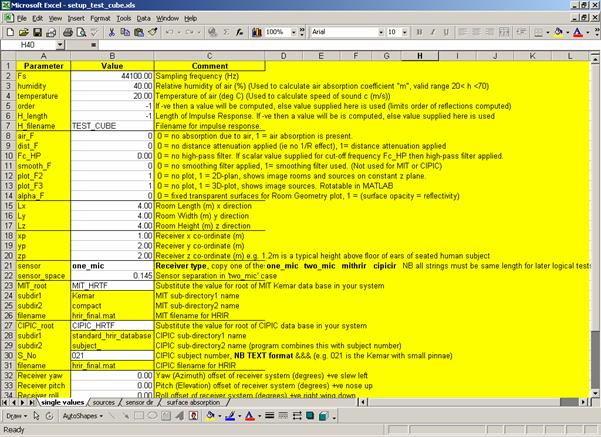 Microsoft Excel - setup_test_cube.xls
File Edit View Insert Format Tools Data Window Help
100% Arial 10 B
H40
A B C D E F G H I J K L
1 Parameter Value Comment
2 Fs 44100.00 Sampling frequency (Hz)
3 humidity 40.00 Relative humidity of air (%) (Used to calculate air absorption coefficient "m", valid range 20< h <70)
4 temperature 20.00 Temperature of air (deg C) (Used to calculate speed of sound c (m/s))
5 order -1 If -ve then a value will be computed, else value supplied here is used (limits order of reflections computed)
6 H_length -1 Length of Impulse Response. If -ve then a value will be computed, else value supplied here is used.
7 H_filename TEST_CUBE Filename for impulse response.
8 air_F 0 0 = no absorption due to air, 1 = air absorption is present.
9 dist_F 0 0 = no distance attenuation applied (ie no 1/R effect), 1= distance attenuation applied
10 Fc_HP 0.00 0 = no high-pass filter. If scalar value supplied for cut-off frequency Fc_HP then high-pass filter applied.
11 smooth_F 0 0 = no smoothing filter applied, 1= smoothing filter used. (Not used for MIT or CIPIC)
12 plot_F2 1 0 = no plot, 1 = 2D-plan, shows image rooms and sources on constant z plane.
13 plot_F3 1 0 = no plot, 1 = 3D-plot, shows image sources. Rotatable in MATLAB
14 alpha_F 0 0 = fixed transparent surfaces for Room Geometry plot, 1 = (surface opacity = reflectivity)
15 Lx 4.00 Room Length (m) x direction
16 Ly 4.00 Room Width (m) y direction
17 Lz 4.00 Room Height (m) z direction
18 xp 1.00 Receiver x co-ordinate (m)
19 yp 2.00 Receiver y co-ordinate (m)
20 zp 2.00 Receiver z co-ordinate (m) e.g. 1.2m is a typical height above floor of ears of seated human subject
21 sensor one_mic Receiver type, copy one of the one_mic two_mic mithrir cipicir NB all strings must be same length for later logical tests
22 sensor_space 0.145 Sensor separation in 'two_mic' case
23 MIT_root MIT_HRTF Substitute the value for root of MIT Kemar data base in your system
24 subdir1 Kemar MIT sub-directory1 name
25 subdir2 compact MIT sub-directory2 name
26 filename hrir_final.mat MIT filename for HRIR
27 CIPIC_root CIPIC_HRTF Substitute the value for root of CIPIC data base in your system
28 subdir1 standard_hrir_database CIPIC sub-directory1 name
29 subdir2 subject_ CIPIC sub-directory2 name (program combines this with subject number)
30 S_No 021 CIPIC subject number, NB TEXT format &&& (e.g. 021 is the Kemar with small pinnae)
31 filename hrir_final.mat CIPIC filename for HRIR
32 Receiver yaw 0.00 Yaw (Azimuth) offset of receiver system (degrees) +ve slew left
33 Receiver pitch 0.00 Pitch (Elevation) offset of receiver system (degrees) +ve nose up
34 Receiver roll 0.00 Roll offset of receiver system (degrees) +ve right wing down
single values sources sensor dir surface absorption
Draw AutoShapes
Ready